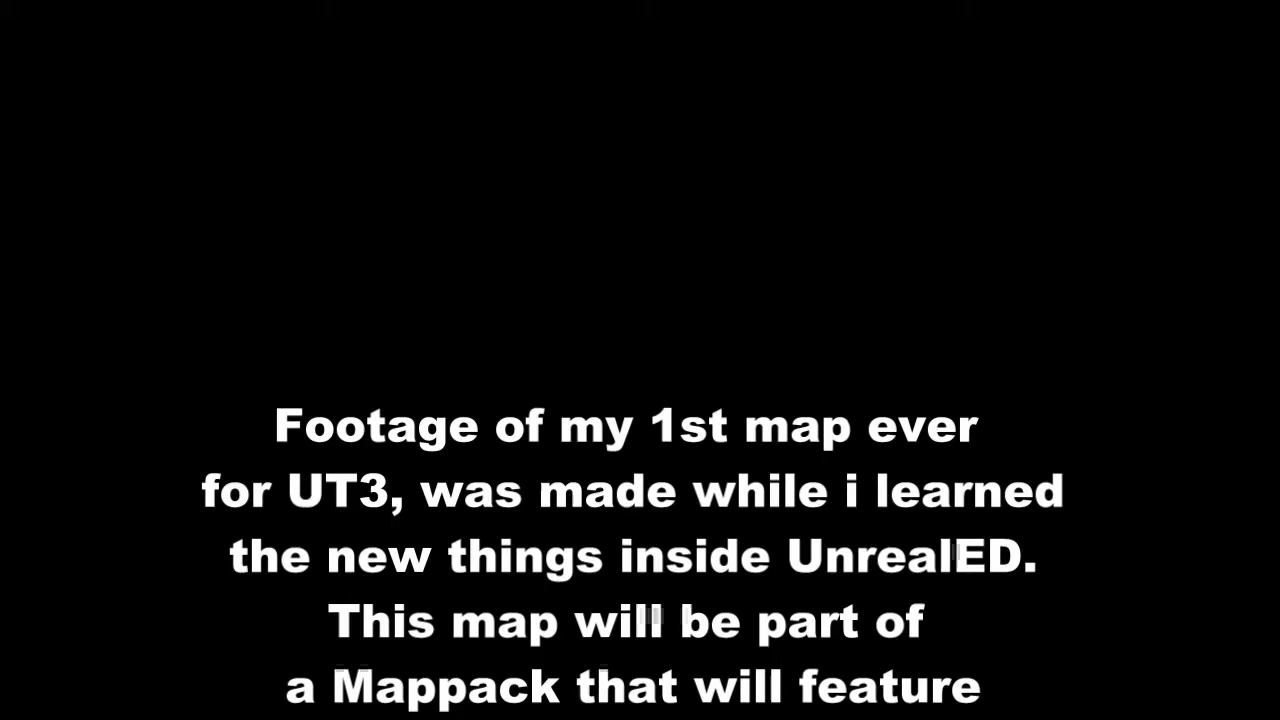 Footage of my 1st map ever
for UT3, was made while i learned
the new things inside UnrealED.
This map will be part of
a Mappack that will feature